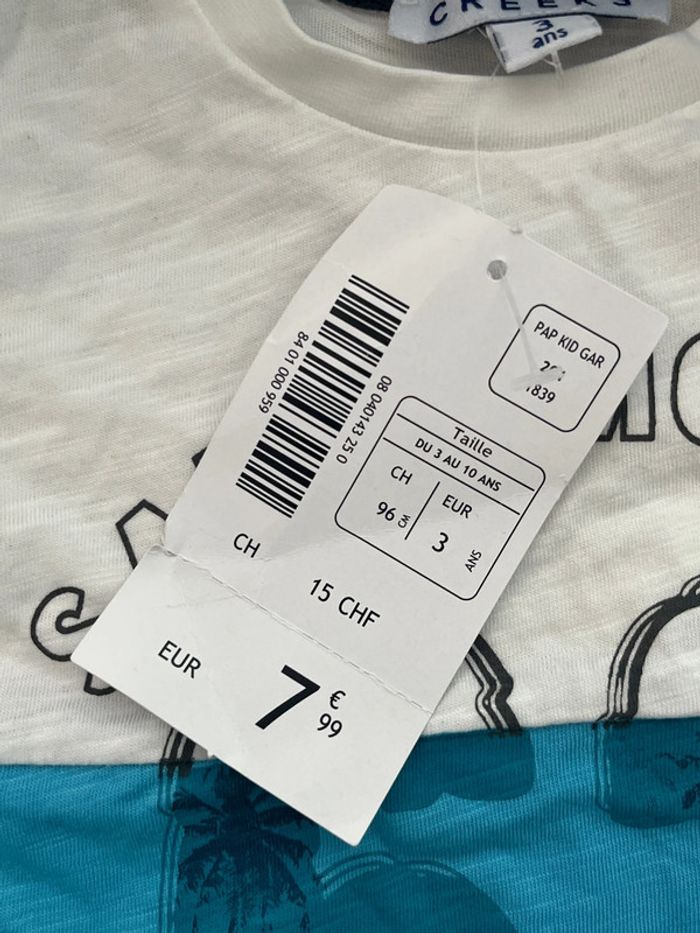 CREEKS
3
ans
PAP KID GAR
1839
08 040143 25 0
84 01 000 959
Taille
DU 3 AU 10 ANS
CH
96 CM
EUR
3 ANS
CH
15 CHF
EUR
7 € 99